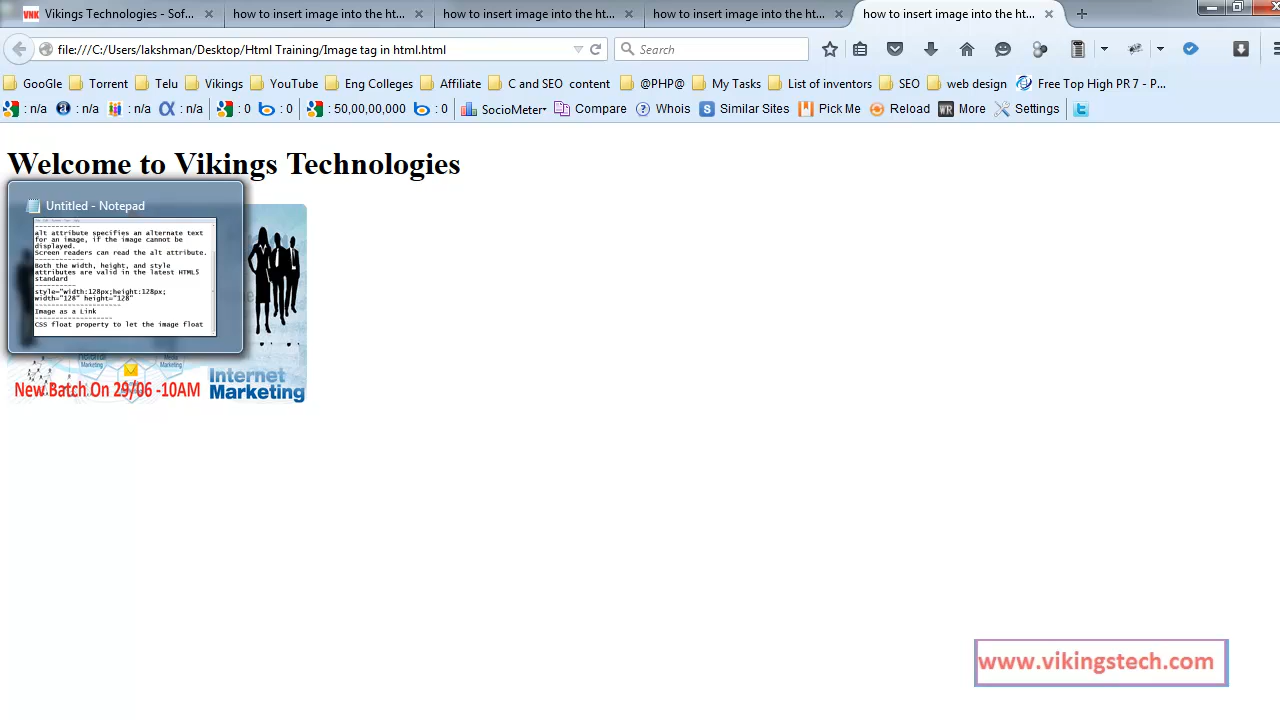 VNK Vikings Technologies - Sof...
how to insert image into the ht...
how to insert image into the ht...
how to insert image into the ht...
how to insert image into the ht...
file:///C:/Users/lakshman/Desktop/Html Training/Image tag in html.html
Search
GooGle Torrent Telu Vikings YouTube Eng Colleges Affiliate C and SEO content @PHP@ My Tasks List of inventors SEO web design Free Top High PR 7 - P...
: n/a : n/a : n/a : n/a : 0 : 0 : 50,00,00,000 : 0 SocioMeter Compare Whois Similar Sites Pick Me Reload WR More Settings
Welcome to Vikings Technologies
Untitled - Notepad
------------
alt attribute specifies an alternate text
for an image, if the image cannot be
displayed.
Screen readers can read the alt attribute.
-----------
Both the width, height, and style
attributes are valid in the latest HTML5
standard
-----------
style="width:128px;height:128px;
width="128" height="128"
-----------------------
Image as a Link
---------------------
CSS float property to let the image float
Marketing
Media
Marketing
New Batch On 29/06 -10AM
Internet
Marketing
www.vikingstech.com